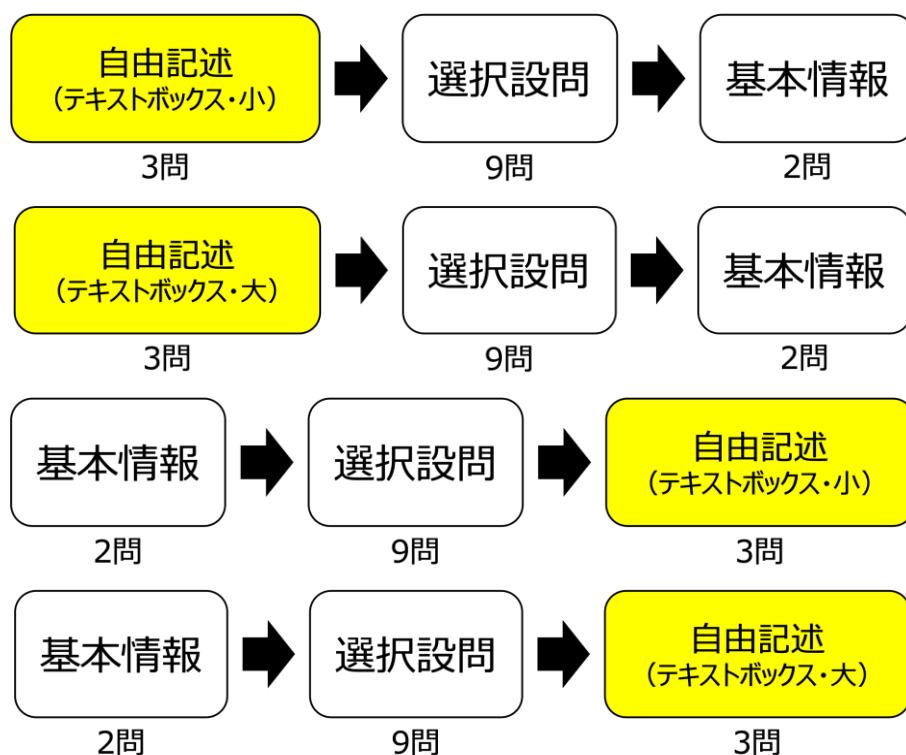 自由記述
（テキストボックス・小）
選択設問
基本情報
3問
9問
2問
自由記述
（テキストボックス・大）
選択設問
基本情報
3問
9問
2問
基本情報
選択設問
自由記述
（テキストボックス・小）
2問
9問
3問
基本情報
選択設問
自由記述
（テキストボックス・大）
2問
9問
3問